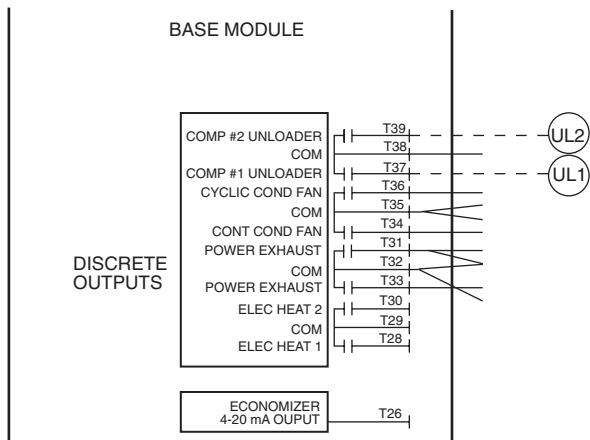 BASE MODULE
COMP #2 UNLOADER T39 UL2
COM T38
COMP #1 UNLOADER T37 UL1
CYCLIC COND FAN T36
COM T35
CONT COND FAN T34
POWER EXHAUST T31
DISCRETE
OUTPUTS
COM T32
POWER EXHAUST T33
ELEC HEAT 2 T30
COM T29
ELEC HEAT 1 T28
ECONOMIZER
4-20 mA OUPUT T26